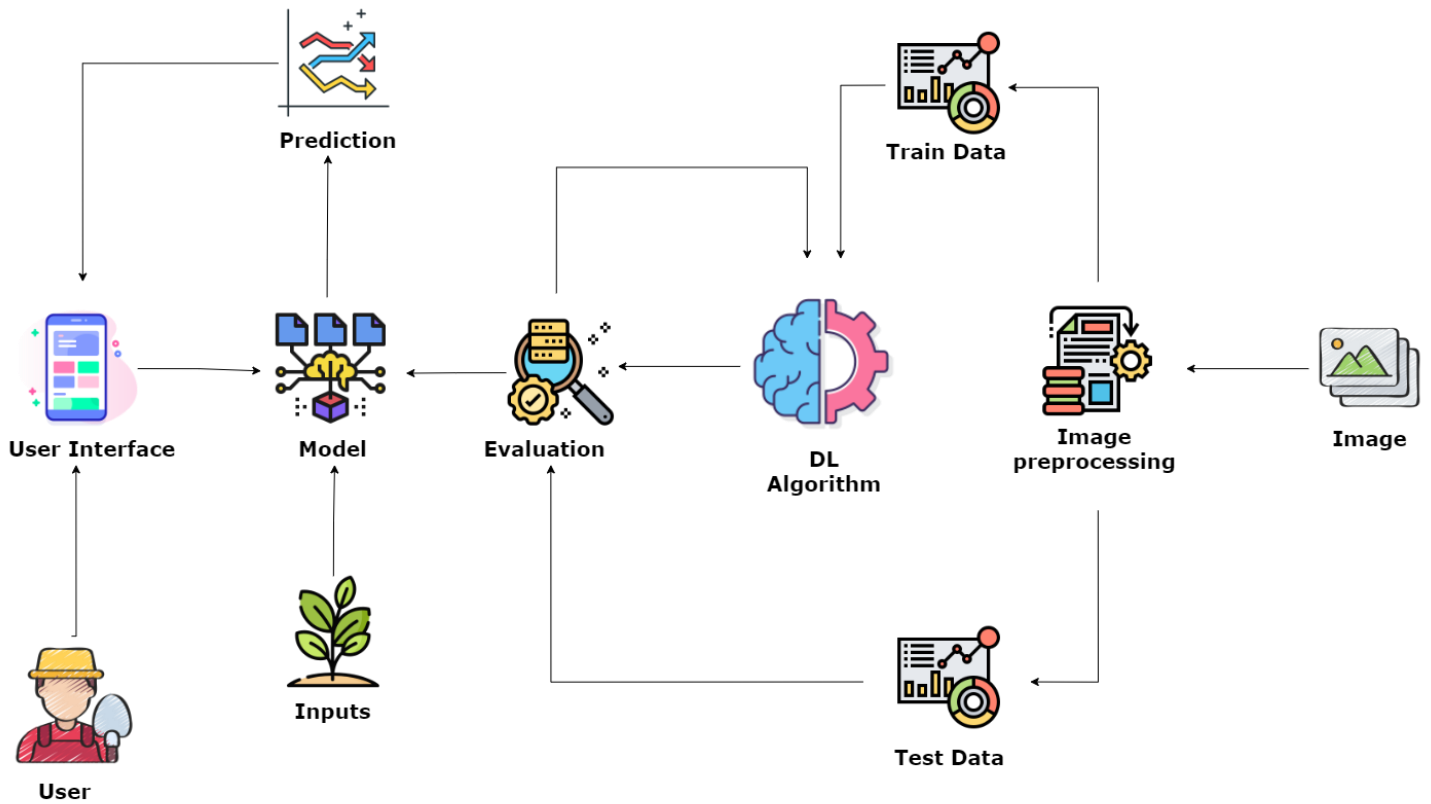 Prediction
Train Data
User Interface
Model
Evaluation
DL
Algorithm
Image
preprocessing
Image
Inputs
Test Data
User